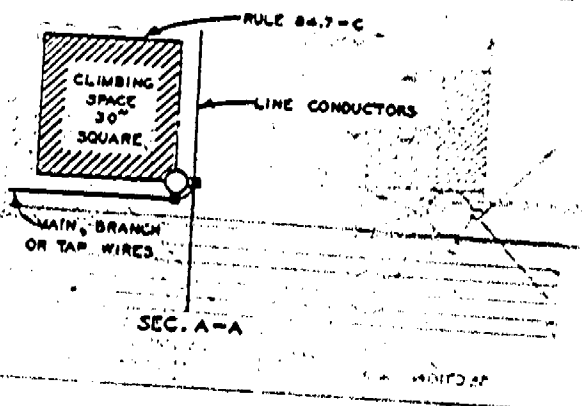 RULE 84.7-C
CLIMBING
SPACE
30"
SQUARE
LINE CONDUCTORS
MAIN, BRANCH
OR TAP WIRES
SEC. A-A